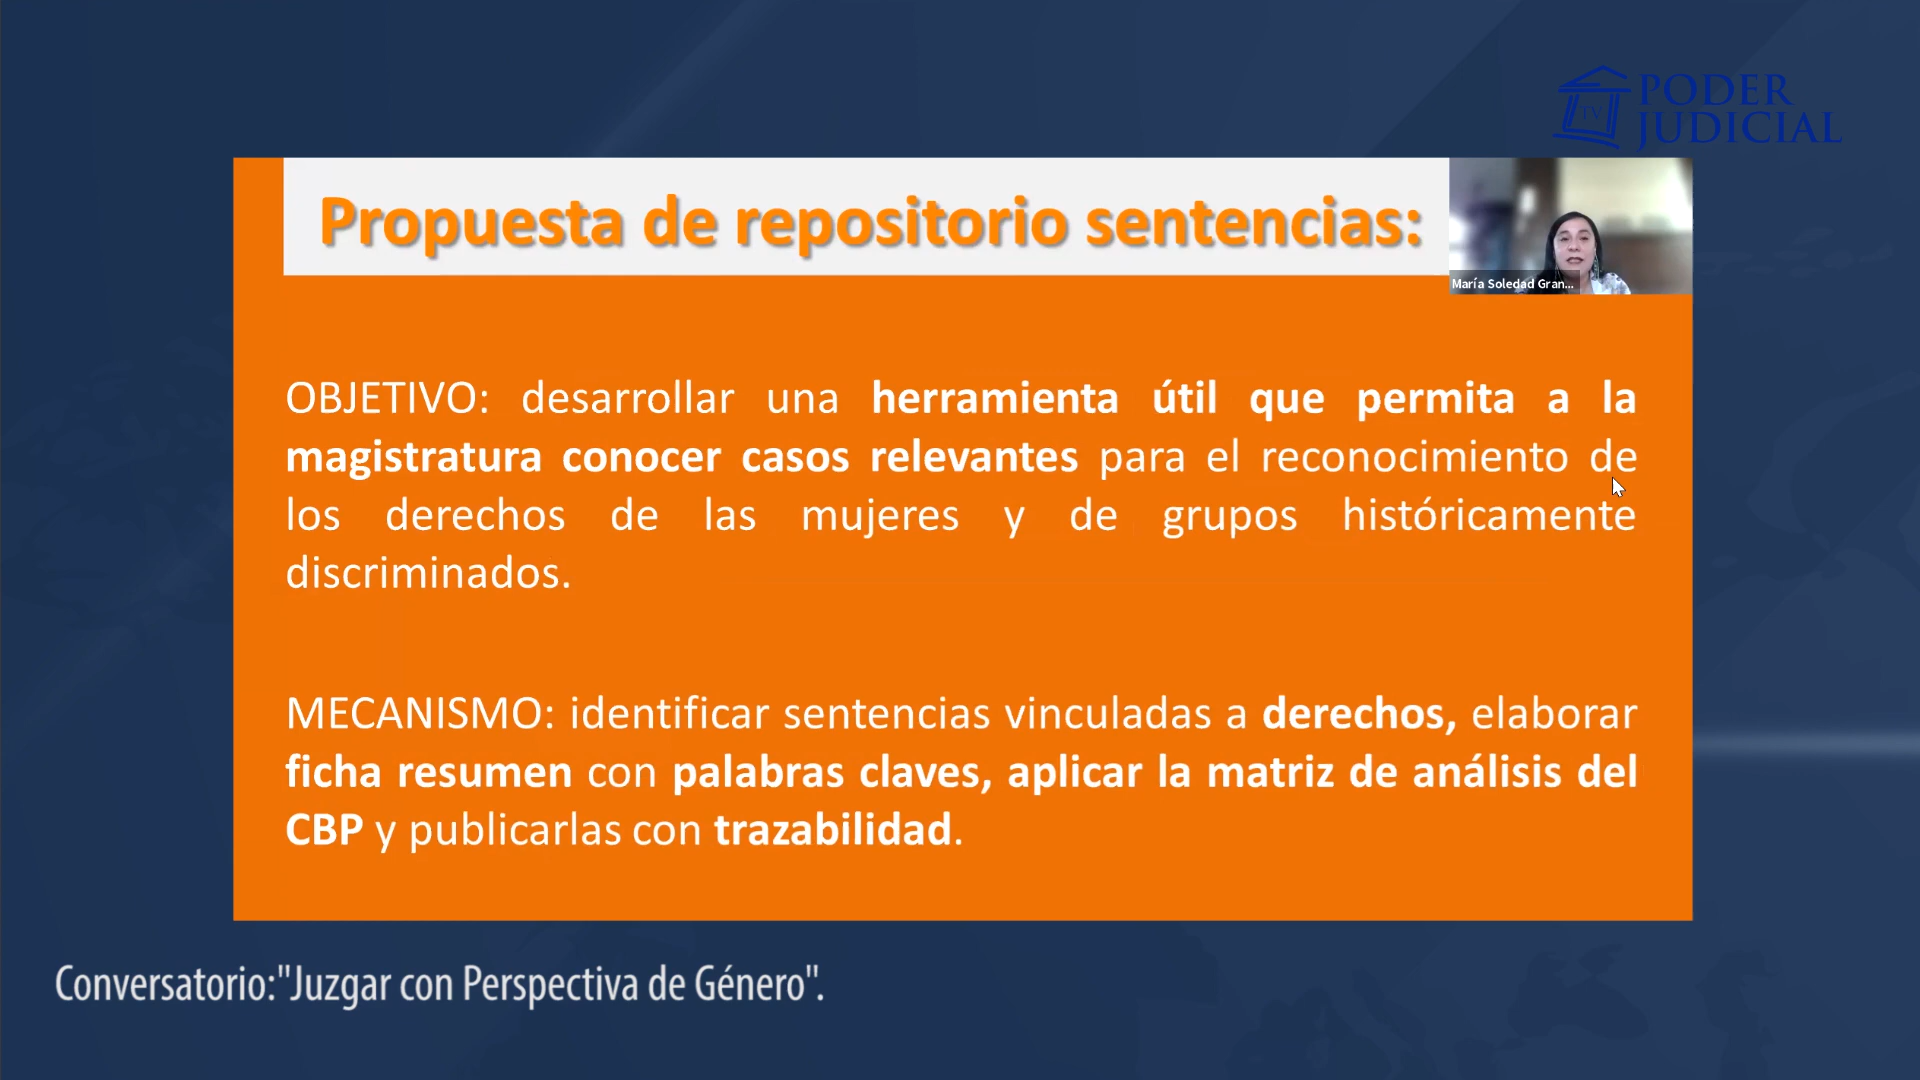 PODER
JUDICIAL
TV
Propuesta de repositorio sentencias:
María Soledad Gran...
OBJETIVO: desarrollar una herramienta útil que permita a la
magistratura conocer casos relevantes para el reconocimiento de
los derechos de las mujeres y de grupos históricamente
discriminados.
MECANISMO: identificar sentencias vinculadas a derechos, elaborar
ficha resumen con palabras claves, aplicar la matriz de análisis del
CBP y publicarlas con trazabilidad.
Conversatorio:"Juzgar con Perspectiva de Género".